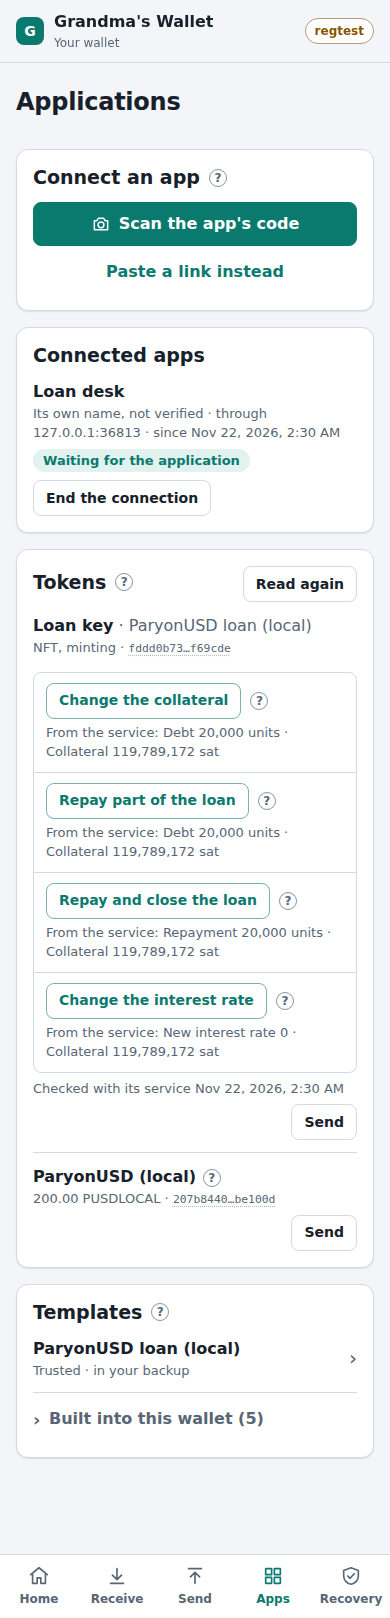 G
Grandma's Wallet
Your wallet
regtest
Applications
Connect an app ?
Scan the app's code
Paste a link instead
Connected apps
Loan desk
Its own name, not verified · through
127.0.0.1:36813 · since Nov 22, 2026, 2:30 AM
Waiting for the application
End the connection
Tokens ?
Read again
Loan key · ParyonUSD loan (local)
NFT, minting · fddd0b73…f69cde
Change the collateral ?
From the service: Debt 20,000 units ·
Collateral 119,789,172 sat
Repay part of the loan ?
From the service: Debt 20,000 units ·
Collateral 119,789,172 sat
Repay and close the loan ?
From the service: Repayment 20,000 units ·
Collateral 119,789,172 sat
Change the interest rate ?
From the service: New interest rate 0 ·
Collateral 119,789,172 sat
Checked with its service Nov 22, 2026, 2:30 AM
Send
ParyonUSD (local) ?
200.00 PUSDLOCAL · 207b8440…be100d
Send
Templates ?
ParyonUSD loan (local)
Trusted · in your backup
Built into this wallet (5)
Home
Receive
Send
Apps
Recovery